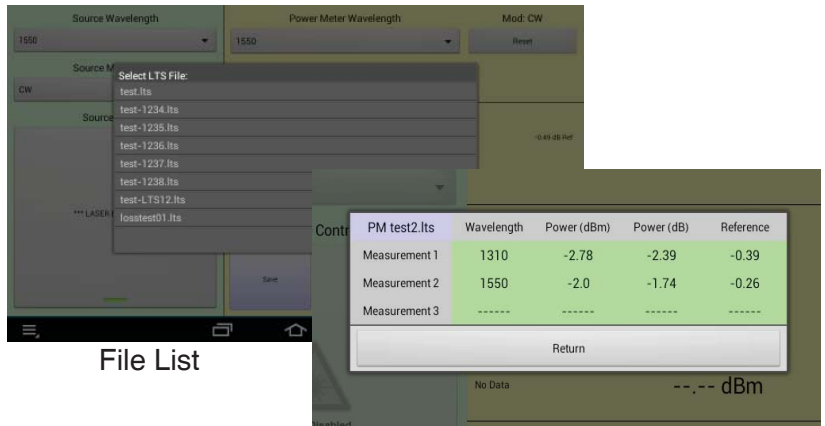 Source Wavelength Power Meter Wavelength Mod: CW
1550 1550 Reset
Source M
CW
Select LTS File:
test.lts
test-1234.lts
test-1235.lts
test-1236.lts
test-1237.lts
test-1238.lts
test-LTS12.lts
losstest01.lts
Source
-0.49 dB Ref
*** LASER
Save
File List
Contr
PM test2.lts Wavelength Power (dBm) Power (dB) Reference
Measurement 1 1310 -2.78 -2.39 -0.39
Measurement 2 1550 -2.0 -1.74 -0.26
Measurement 3 ------ ------ ------ ------
Return
No Data --.-- dBm
Disabled